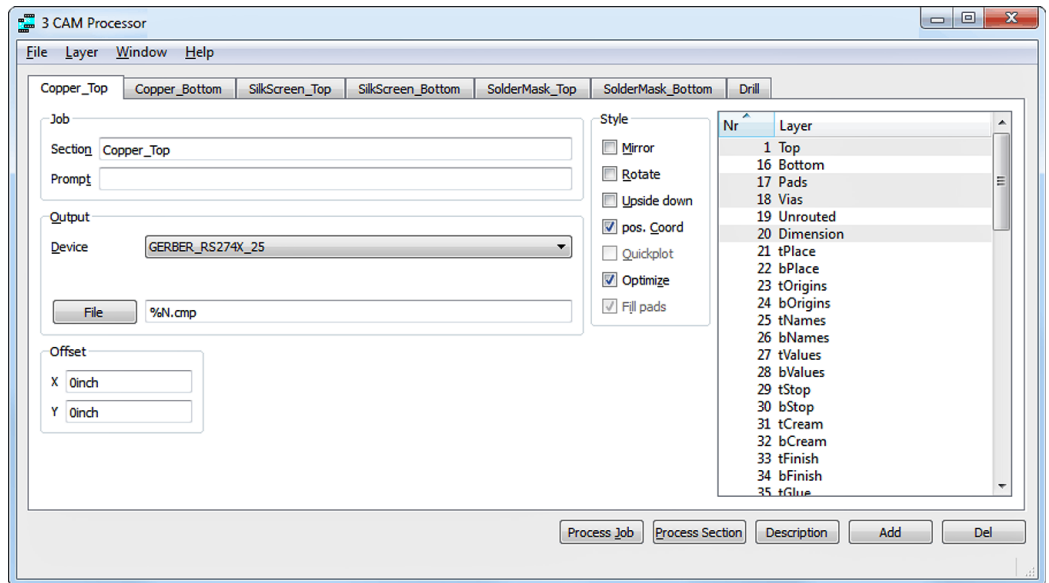 3 CAM Processor
File Layer Window Help
Copper_Top Copper_Bottom SilkScreen_Top SilkScreen_Bottom SolderMask_Top SolderMask_Bottom Drill
Job
Section Copper_Top
Prompt
Output
Device GERBER_RS274X_25
File %N.cmp
Offset
X 0inch
Y 0inch
Style
Mirror
Rotate
Upside down
pos. Coord
Quickplot
Optimize
Fill pads
Nr Layer
1 Top
16 Bottom
17 Pads
18 Vias
19 Unrouted
20 Dimension
21 tPlace
22 bPlace
23 tOrigins
24 bOrigins
25 tNames
26 bNames
27 tValues
28 bValues
29 tStop
30 bStop
31 tCream
32 bCream
33 tFinish
34 bFinish
35 tGlue
Process Job Process Section Description Add Del